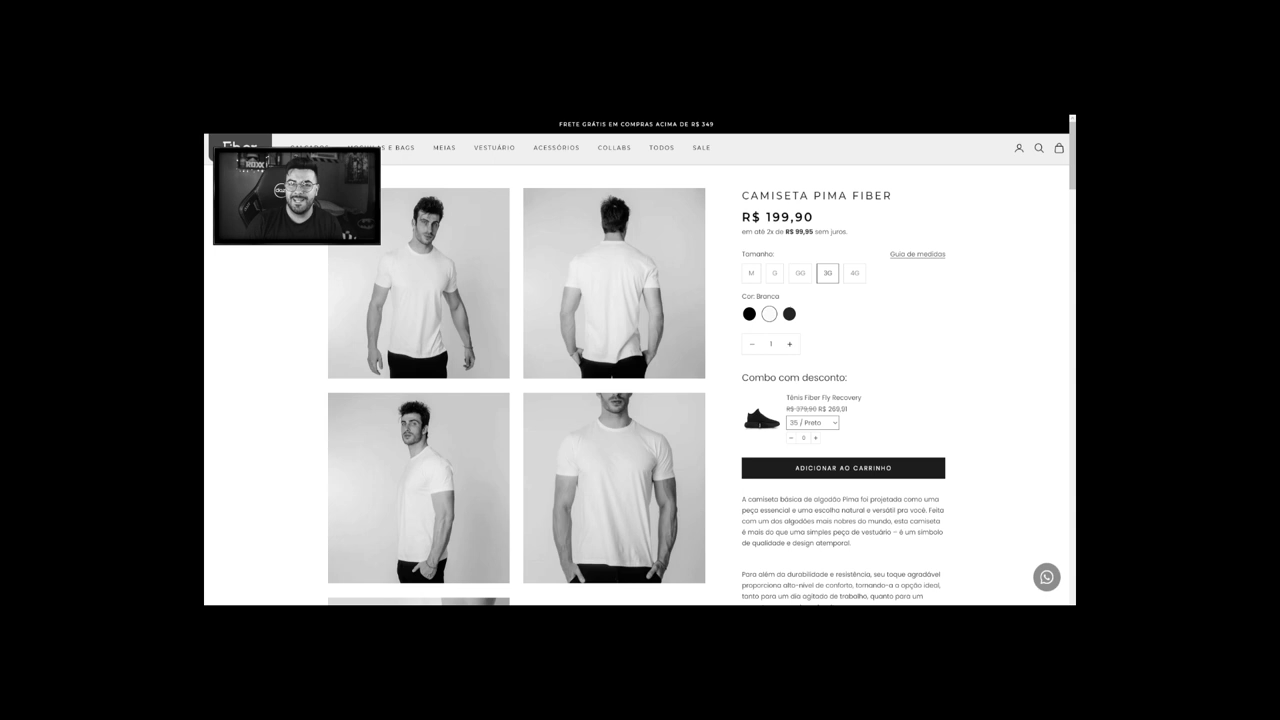 FRETE GRÁTIS EM COMPRAS ACIMA DE R$ 349
E BAGS MEIAS VESTUÁRIO ACESSÓRIOS COLLABS TODOS SALE
CAMISETA PIMA FIBER
R$ 199,90
em até 2x de R$ 99,95 sem juros.
Tamanho: Guia de medidas
M G GG 3G 4G
Cor: Branca
− 1 +
Combo com desconto:
Tênis Fiber Fly Recovery
R$ 379,90 R$ 269,91
35 / Preto
− 0 +
ADICIONAR AO CARRINHO
A camiseta básica de algodão Pima foi projetada como uma
peça essencial e uma escolha natural e versátil pra você. Feita
com um dos algodões mais nobres do mundo, esta camiseta
é mais do que uma simples peça de vestuário – é um símbolo
de qualidade e design atemporal.
Para além da durabilidade e resistência, seu toque agradável
proporciona alto-nível de conforto, tornando-a a opção ideal,
tanto para um dia agitado de trabalho, quanto para um